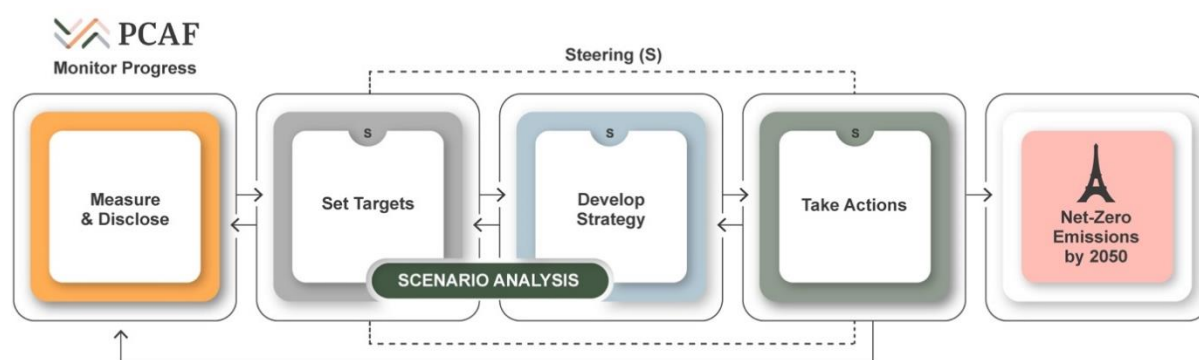 PCAF
Monitor Progress
Steering (S)
Measure
& Disclose
S
Set Targets
S
Develop
Strategy
S
Take Actions
Net-Zero
Emissions
by 2050
SCENARIO ANALYSIS